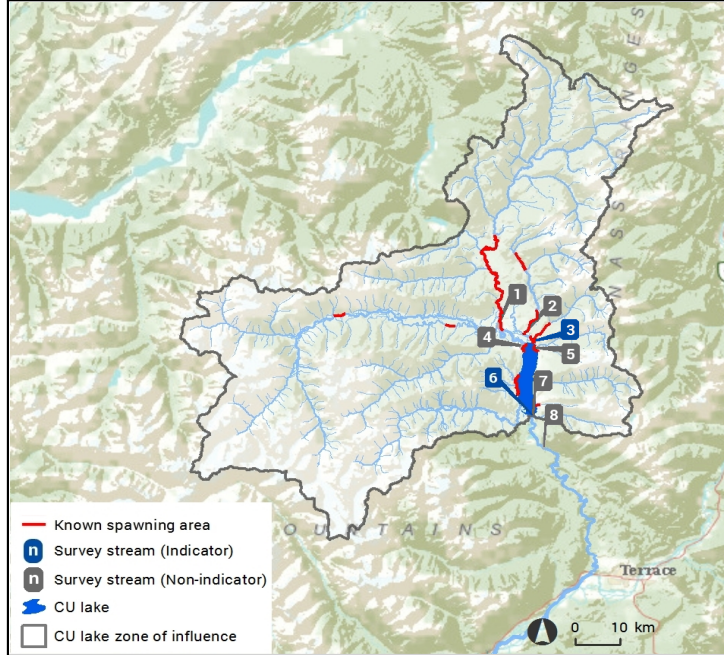 NASS RANGES
1
2
3
4
5
6
7
8
MOUNTAINS
Terrace
Known spawning area
n Survey stream (Indicator)
n Survey stream (Non-indicator)
CU lake
CU lake zone of influence
0 10 km